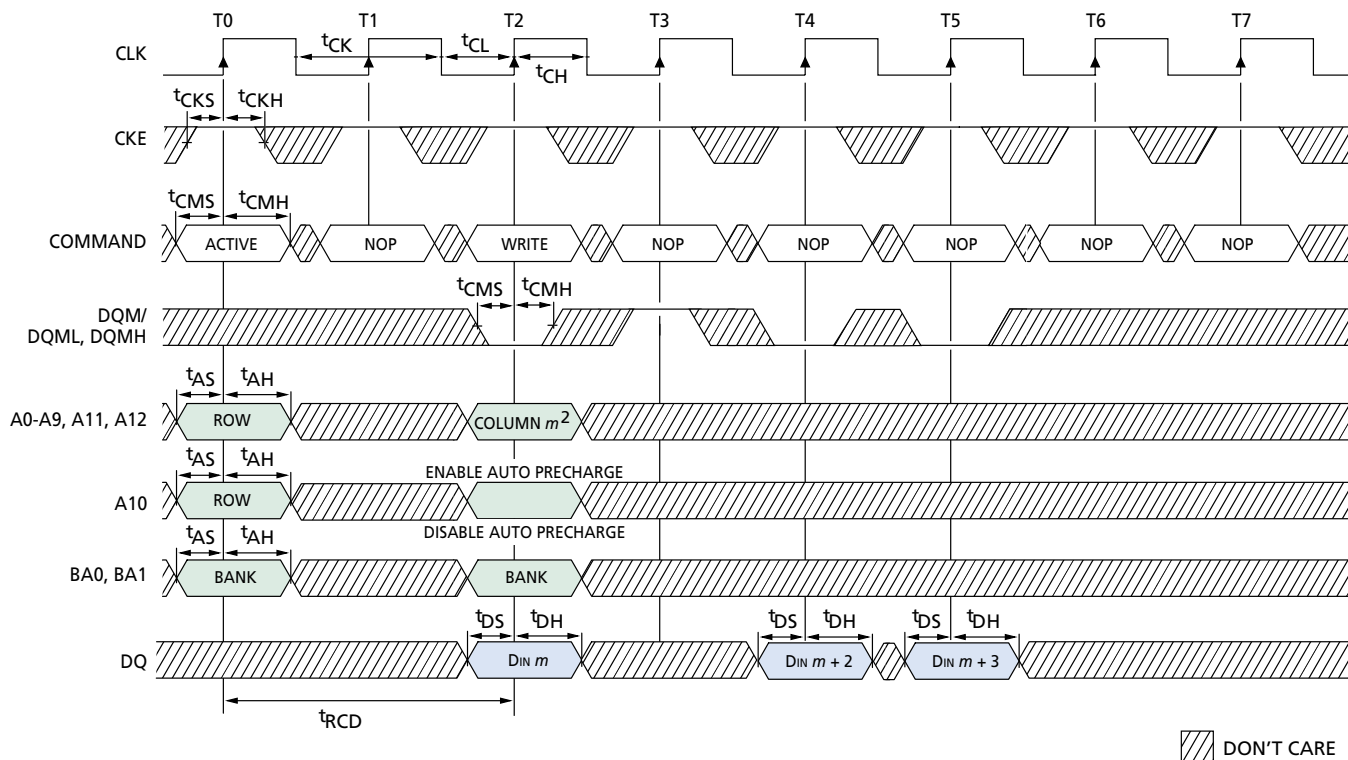 T0 T1 T2 T3 T4 T5 T6 T7
CLK
tCK tCL
tCH
tCKS tCKH
CKE
tCMS tCMH
COMMAND ACTIVE NOP WRITE NOP NOP NOP NOP NOP
tCMS tCMH
DQM/
DQML, DQMH
tAS tAH
A0-A9, A11, A12 ROW COLUMN m2
tAS tAH ENABLE AUTO PRECHARGE
A10 ROW
DISABLE AUTO PRECHARGE
tAS tAH
BA0, BA1 BANK BANK
tDS tDH tDS tDH tDS tDH
DQ DIN m DIN m + 2 DIN m + 3
tRCD
DON'T CARE